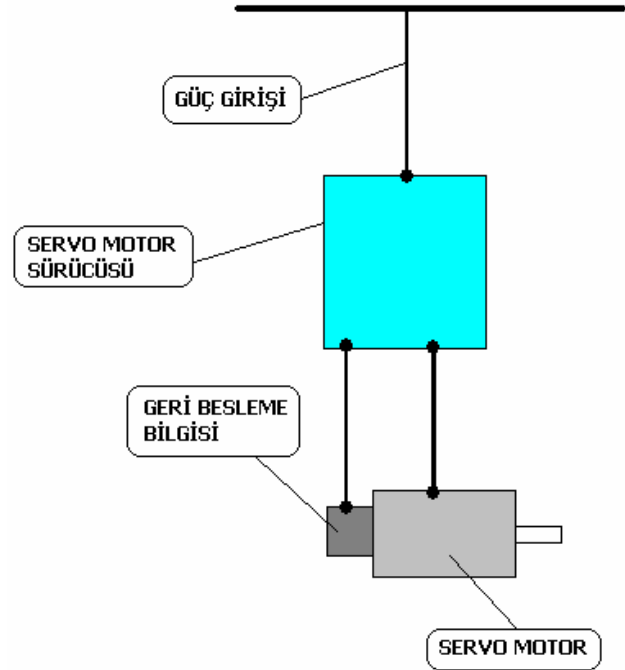 GÜÇ GİRİŞİ
SERVO MOTOR
SÜRÜCÜSÜ
GERİ BESLEME
BİLGİSİ
SERVO MOTOR